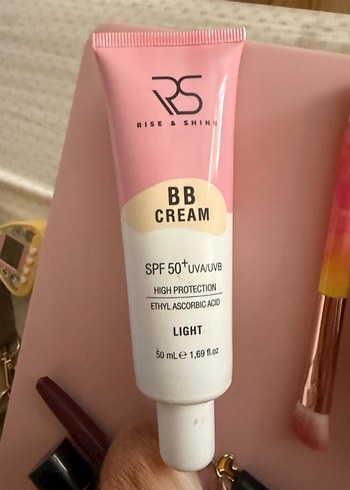 RS
RISE & SHINE
BB
CREAM
SPF 50+ UVA/UVB
HIGH PROTECTION
ETHYL ASCORBIC ACID
LIGHT
50 mL ℮ 1,69 fl.oz